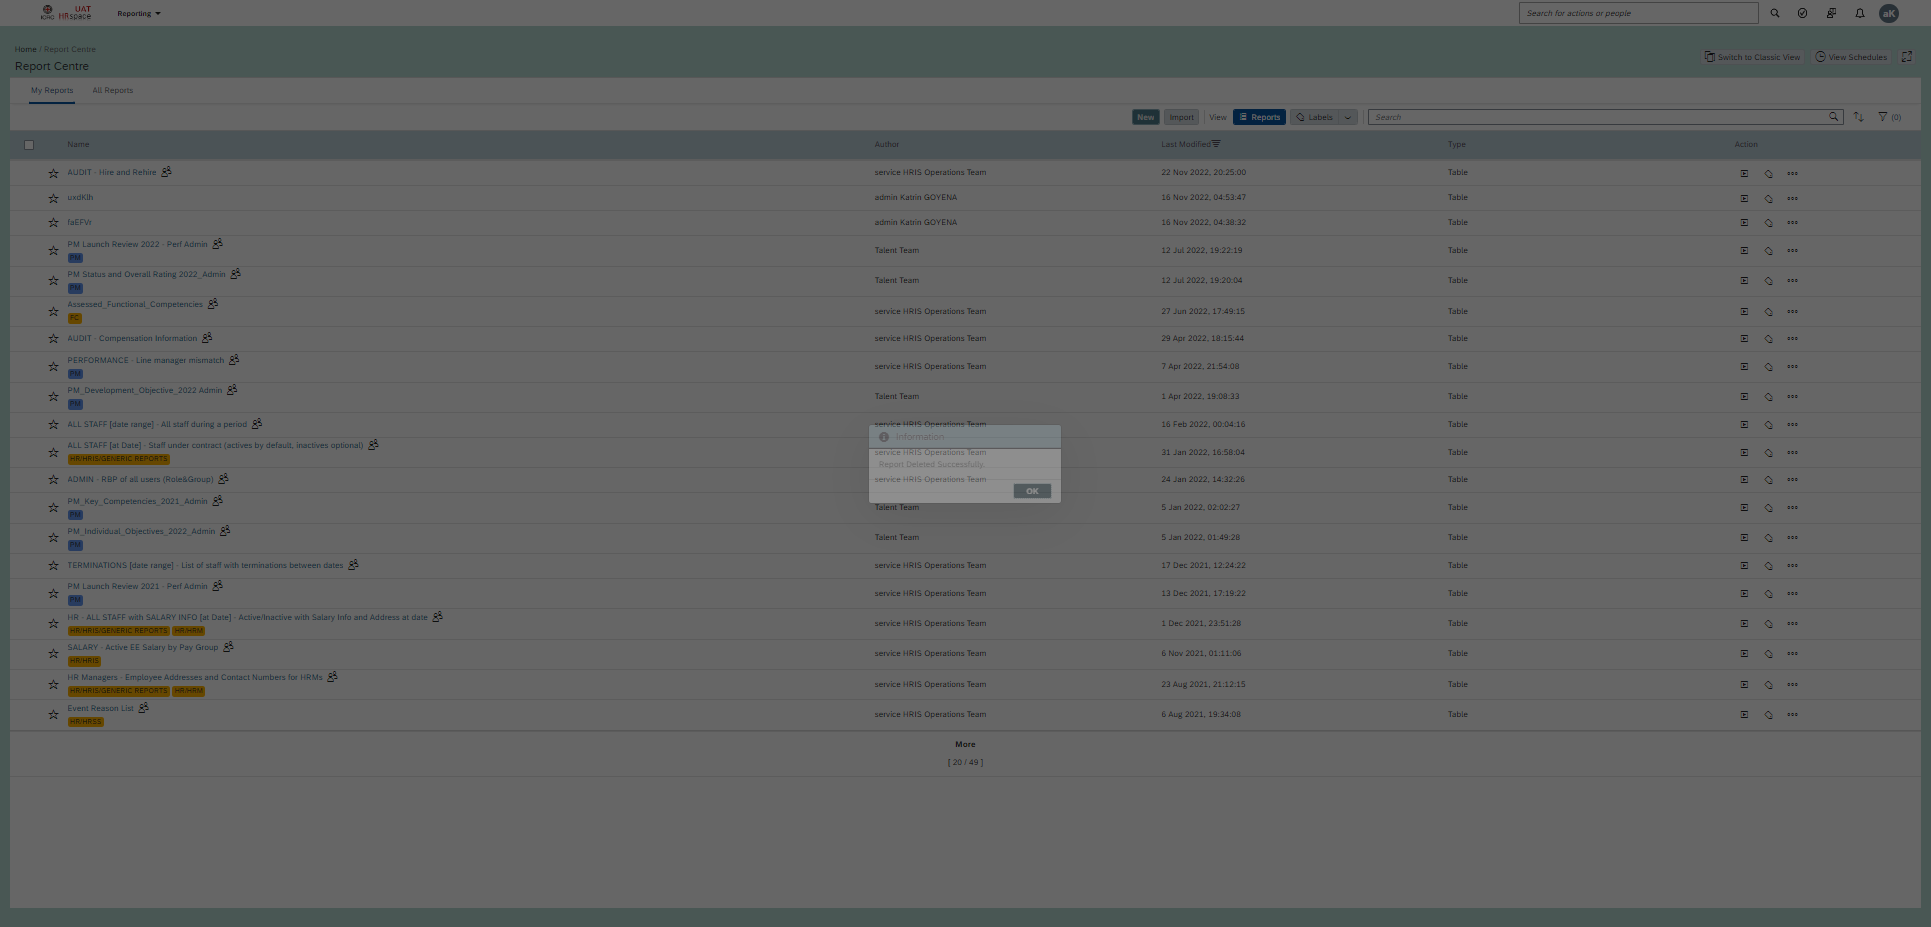 UAT
ICRC HRspace
Reporting
Search for actions or people
aK
Home / Report Centre
Report Centre
Switch to Classic View
View Schedules
My Reports
All Reports
New
Import
View
Reports
Labels
Search
(0)
Name Author Last Modified Type Action
AUDIT - Hire and Rehire service HRIS Operations Team 22 Nov 2022, 20:25:00 Table
uxdKlh admin Katrin GOYENA 16 Nov 2022, 04:53:47 Table
faEFVr admin Katrin GOYENA 16 Nov 2022, 04:38:32 Table
PM Launch Review 2022 - Perf Admin Talent Team 12 Jul 2022, 19:22:19 Table
PM
PM Status and Overall Rating 2022_Admin Talent Team 12 Jul 2022, 19:20:04 Table
PM
Assessed_Functional_Competencies service HRIS Operations Team 27 Jun 2022, 17:49:15 Table
FC
AUDIT - Compensation Information service HRIS Operations Team 29 Apr 2022, 18:15:44 Table
PERFORMANCE - Line manager mismatch service HRIS Operations Team 7 Apr 2022, 21:54:08 Table
PM
PM_Development_Objective_2022 Admin Talent Team 1 Apr 2022, 19:08:33 Table
PM
ALL STAFF [date range] - All staff during a period service HRIS Operations Team 16 Feb 2022, 00:04:16 Table
ALL STAFF [at Date] - Staff under contract (actives by default, inactives optional) service HRIS Operations Team 31 Jan 2022, 16:58:04 Table
HR/HRIS/GENERIC REPORTS
ADMIN - RBP of all users (Role&Group) service HRIS Operations Team 24 Jan 2022, 14:32:26 Table
PM_Key_Competencies_2021_Admin Talent Team 5 Jan 2022, 02:02:27 Table
PM
PM_Individual_Objectives_2022_Admin Talent Team 5 Jan 2022, 01:49:28 Table
PM
TERMINATIONS [date range] - List of staff with terminations between dates service HRIS Operations Team 17 Dec 2021, 12:24:22 Table
PM Launch Review 2021 - Perf Admin service HRIS Operations Team 13 Dec 2021, 17:19:22 Table
PM
HR - ALL STAFF with SALARY INFO [at Date] - Active/Inactive with Salary Info and Address at date service HRIS Operations Team 1 Dec 2021, 23:51:28 Table
HR/HRIS/GENERIC REPORTS HR/HRM
SALARY - Active EE Salary by Pay Group service HRIS Operations Team 6 Nov 2021, 01:11:06 Table
HR/HRIS
HR Managers - Employee Addresses and Contact Numbers for HRMs service HRIS Operations Team 23 Aug 2021, 21:12:15 Table
HR/HRIS/GENERIC REPORTS HR/HRM
Event Reason List service HRIS Operations Team 6 Aug 2021, 19:34:08 Table
HR/HRSS
More
[ 20 / 49 ]
Information
Report Deleted Successfully.
OK